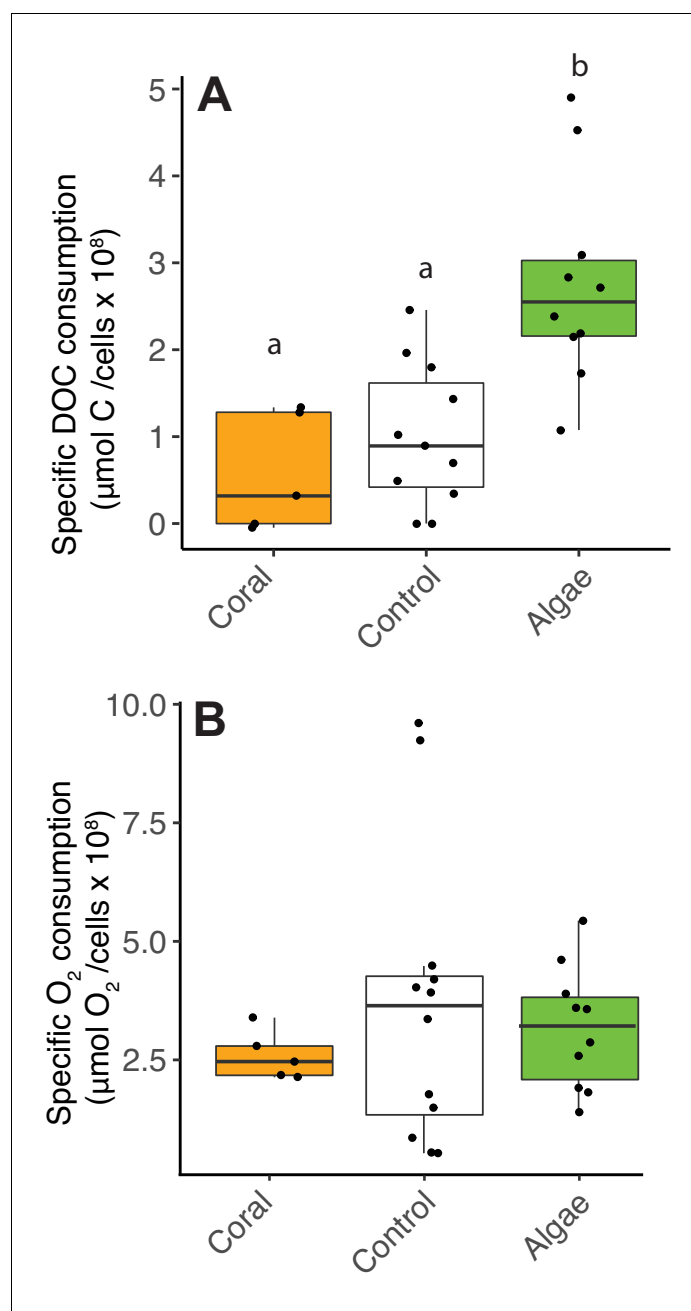 A
b
a
a
5
4
3
2
1
0
Specific DOC consumption
(µmol C /cells x 10⁸)
Coral
Control
Algae
B
10.0
7.5
5.0
2.5
Specific O₂ consumption
(µmol O₂ /cells x 10⁸)
Coral
Control
Algae